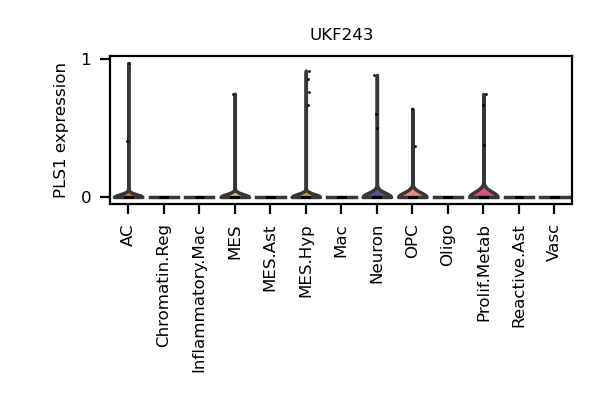 UKF243
PLS1 expression
1
0
AC
Chromatin.Reg
Inflammatory.Mac
MES
MES.Ast
MES.Hyp
Mac
Neuron
OPC
Oligo
Prolif.Metab
Reactive.Ast
Vasc